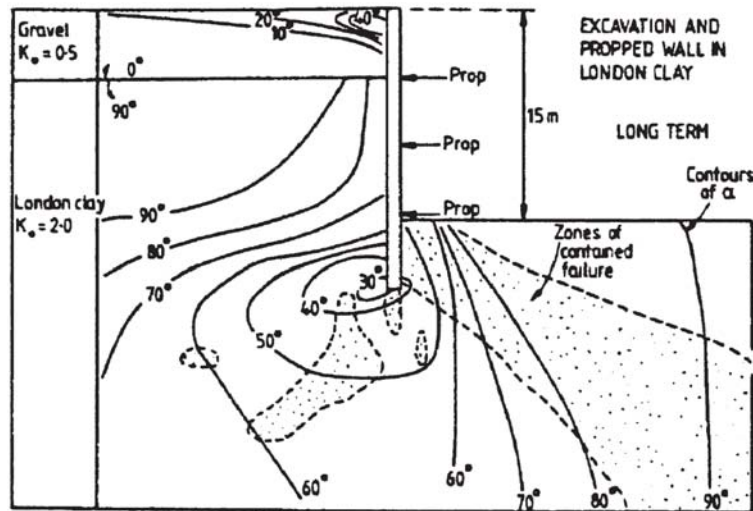 Gravel
K₀ = 0·5
20°
10°
40°
0°
90°
Prop
Prop
Prop
15m
EXCAVATION AND
PROPPED WALL IN
LONDON CLAY
LONG TERM
Contours
of α
Zones of
contained
failure
London clay
K₀ = 2·0
90°
80°
70°
30°
40°
50°
60°
60°
70°
80°
90°